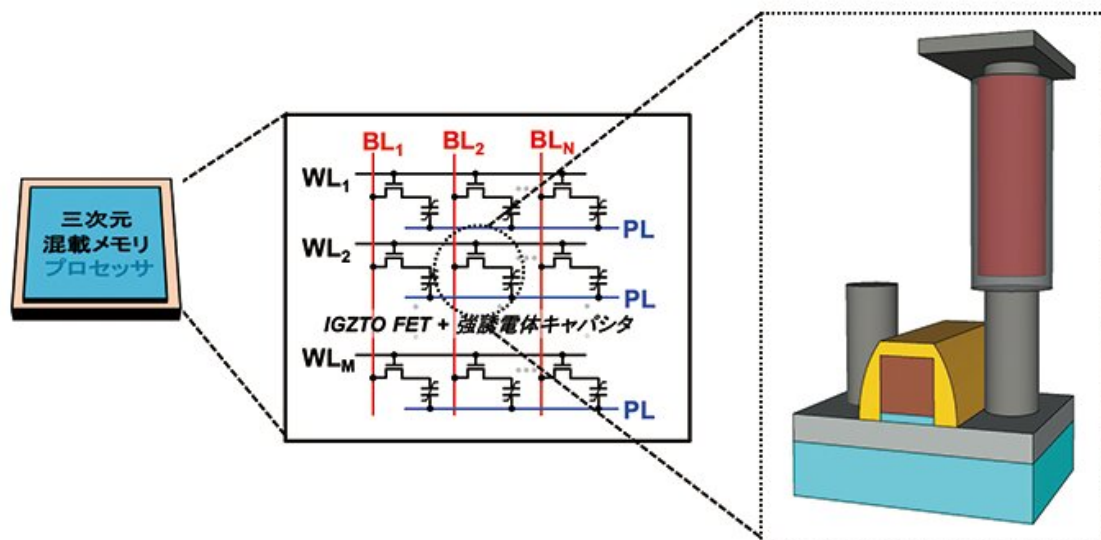 三次元
混載メモリ
プロセッサ
BL1 BL2 BLN
WL1
PL
WL2
PL
IGZTO FET + 強誘電体キャパシタ
WLM
PL